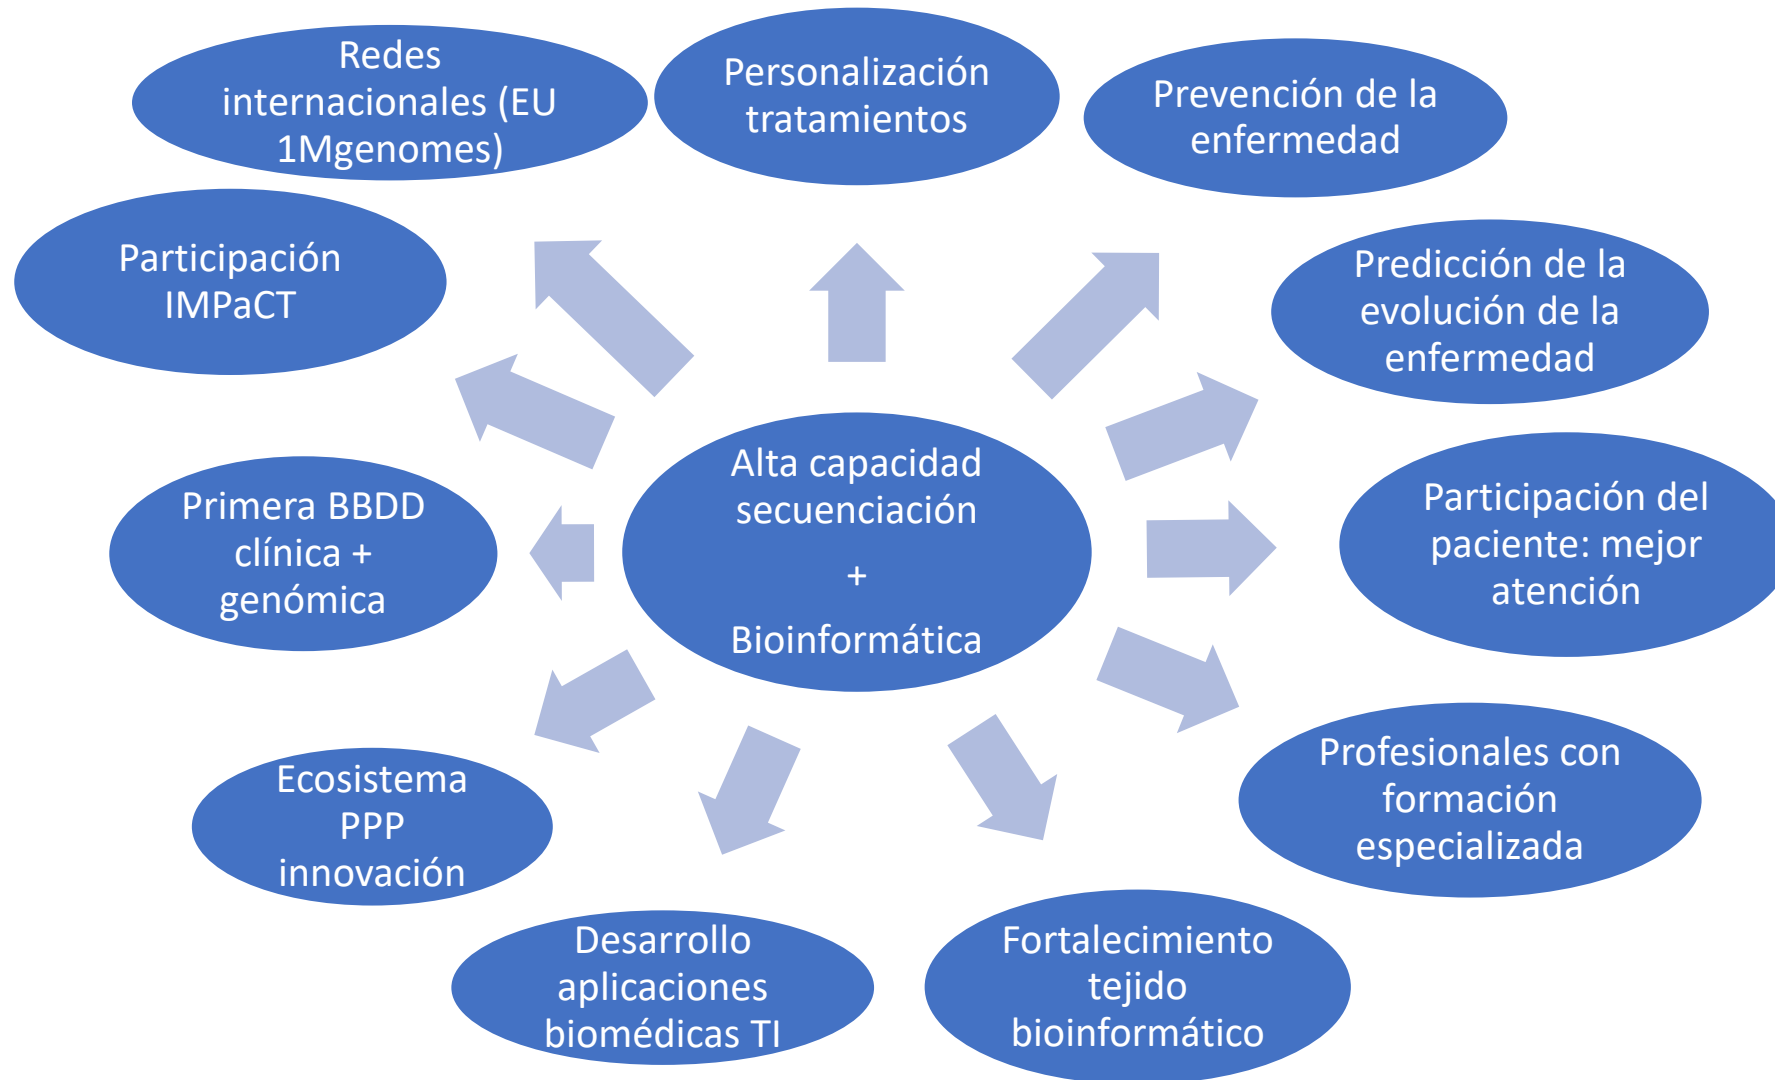 Redes
internacionales (EU
1Mgenomes)
Personalización
tratamientos
Prevención de la
enfermedad
Participación
IMPaCT
Predicción de la
evolución de la
enfermedad
Alta capacidad
secuenciación
+
Bioinformática
Primera BBDD
clínica +
genómica
Participación del
paciente: mejor
atención
Ecosistema
PPP
innovación
Profesionales con
formación
especializada
Desarrollo
aplicaciones
biomédicas TI
Fortalecimiento
tejido
bioinformático